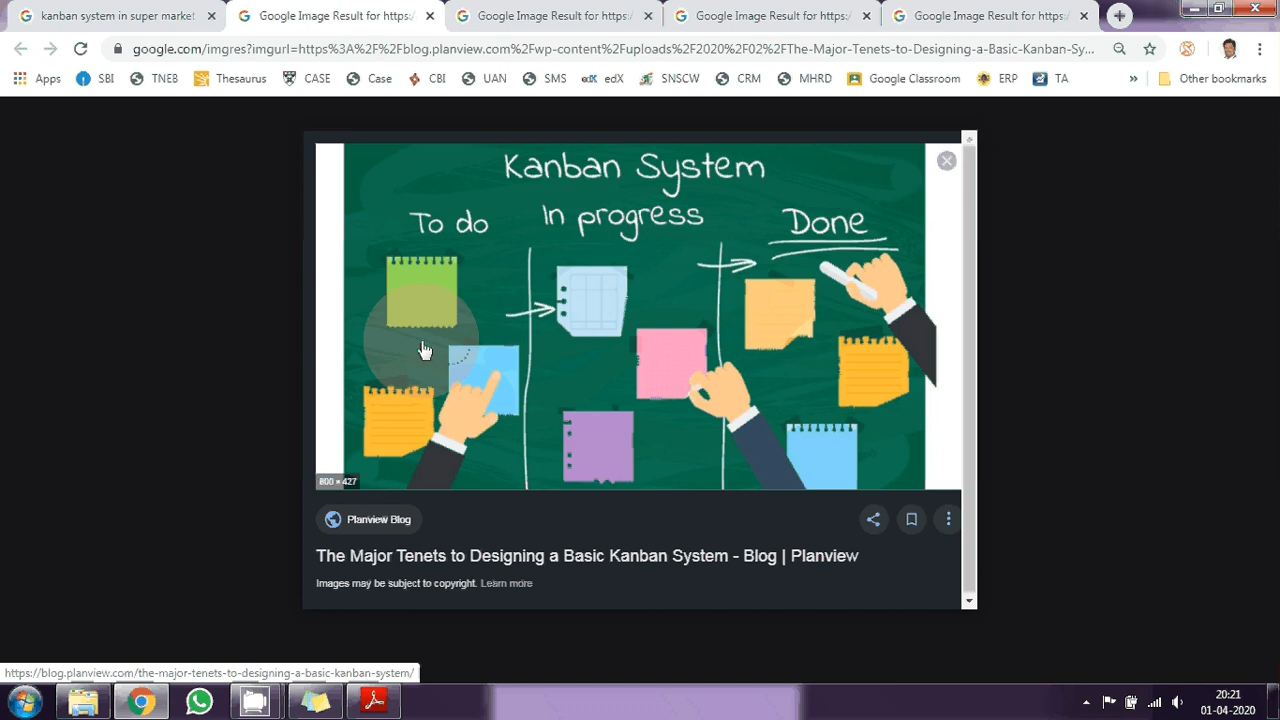 kanban system in super market
Google Image Result for https:/
Google Image Result for https:/
Google Image Result for https:/
Google Image Result for https:/
google.com/imgres?imgurl=https%3A%2F%2Fblog.planview.com%2Fwp-content%2Fuploads%2F2020%2F02%2FThe-Major-Tenets-to-Designing-a-Basic-Kanban-Sy...
Apps SBI TNEB Thesaurus CASE Case CBI UAN SMS edX edX SNSCW CRM MHRD Google Classroom ERP TA » Other bookmarks
Kanban System
To do
In progress
Done
800 × 427
Planview Blog
The Major Tenets to Designing a Basic Kanban System - Blog | Planview
Images may be subject to copyright. Learn more
https://blog.planview.com/the-major-tenets-to-designing-a-basic-kanban-system/
20:21
01-04-2020